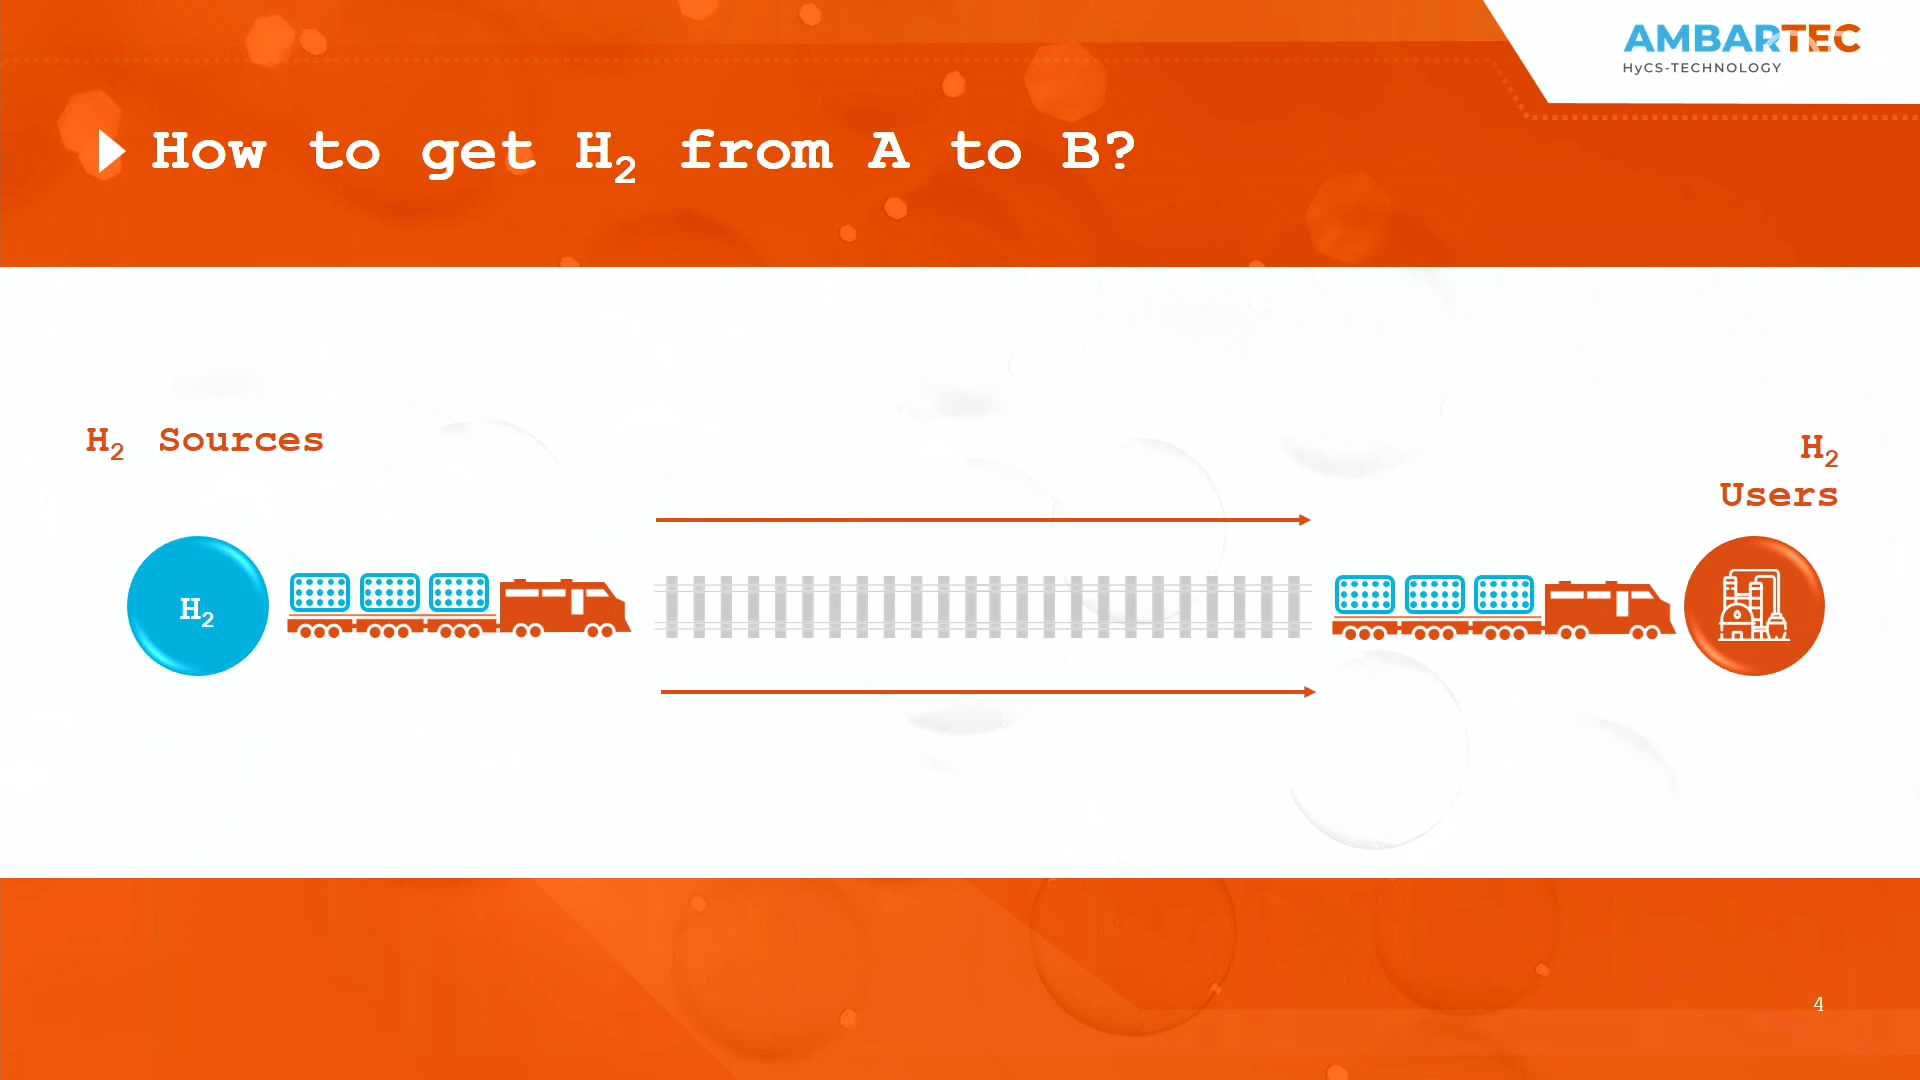 AMBARTEC
HyCS-TECHNOLOGY
How to get H₂ from A to B?
H₂ Sources
H₂
Users
H₂
4